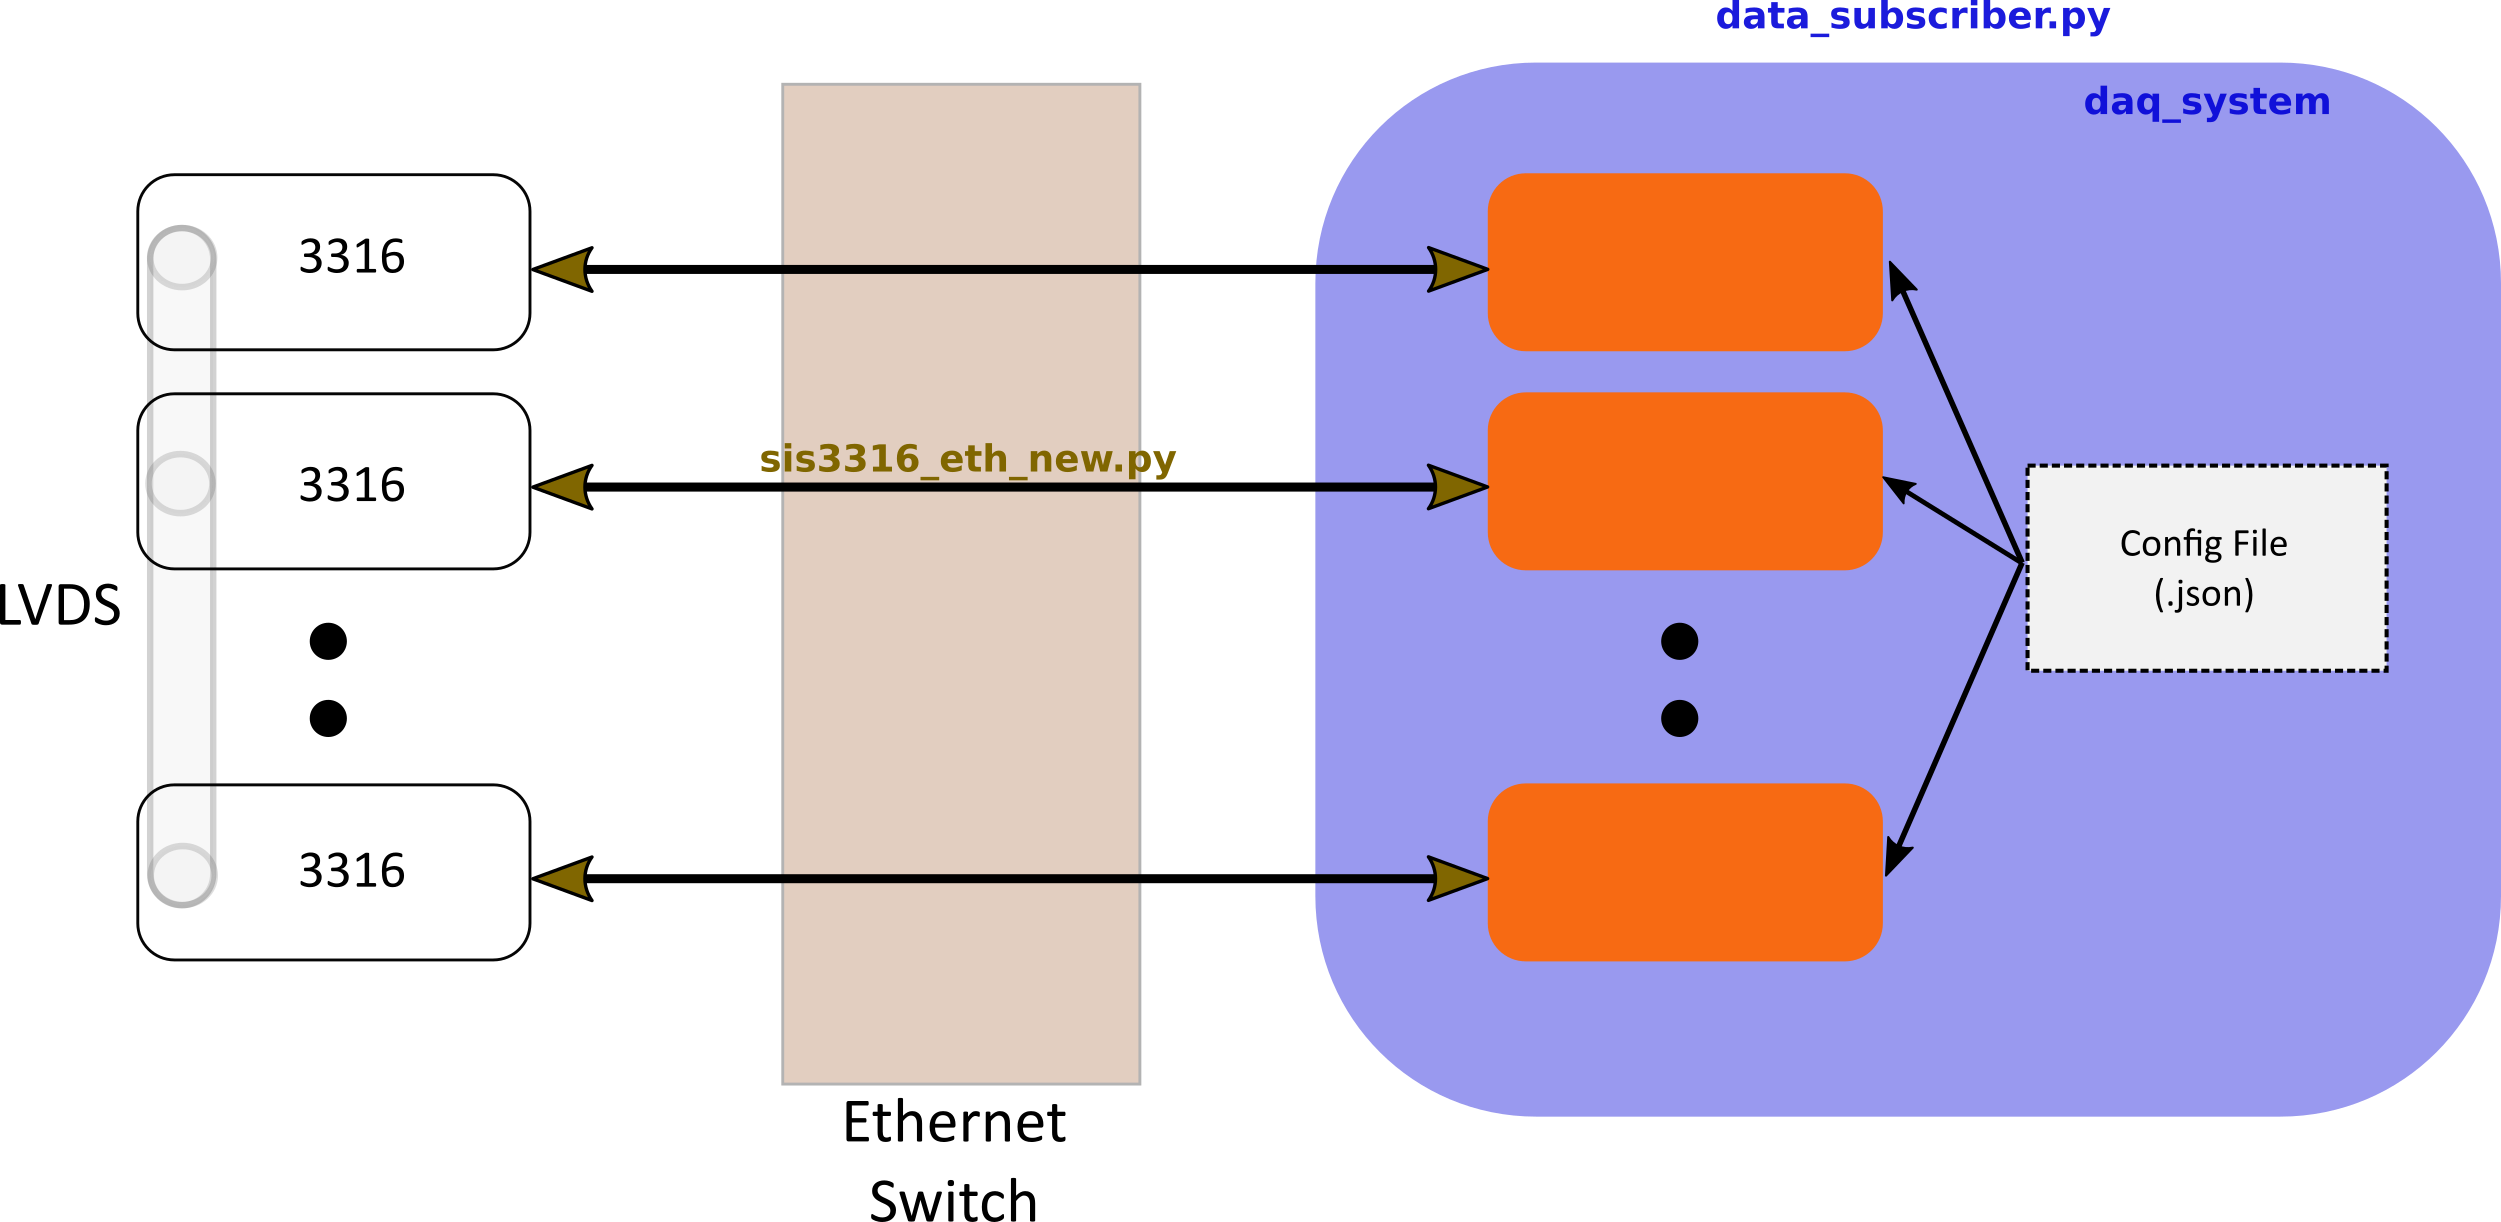 data_subscriber.py
daq_system
3316
sis3316_eth_new.py
3316
Config File
(.json)
LVDS
3316
Ethernet
Switch